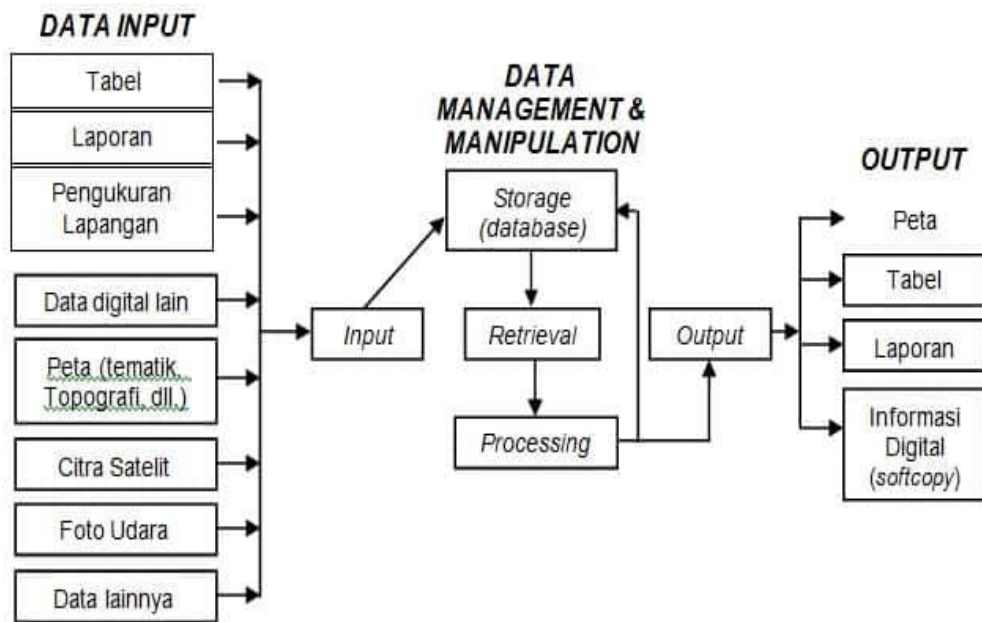 DATA INPUT
Tabel
Laporan
Pengukuran
Lapangan
Data digital lain
Peta (tematik,
Topografi, dll.)
Citra Satelit
Foto Udara
Data lainnya
Input
DATA
MANAGEMENT &
MANIPULATION
Storage
(database)
Retrieval
Processing
Output
OUTPUT
Peta
Tabel
Laporan
Informasi
Digital
(softcopy)